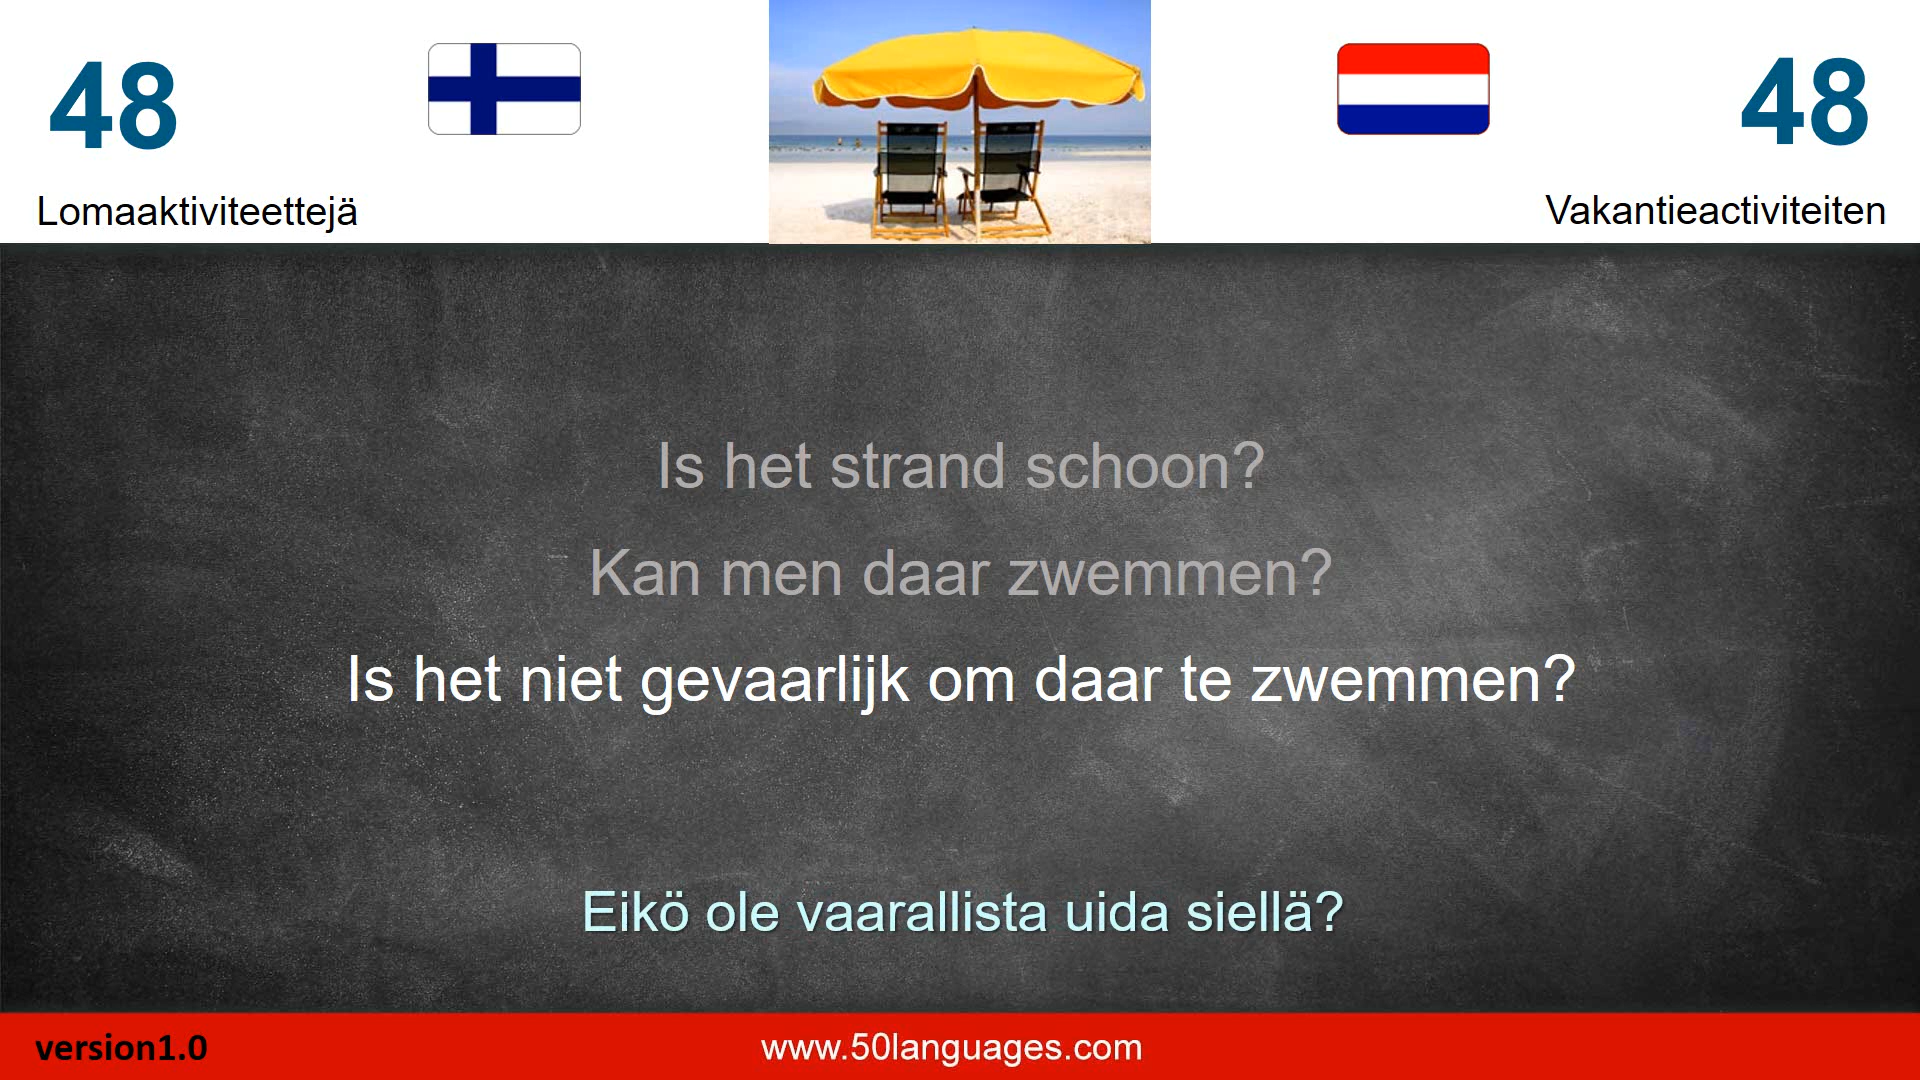 48
48
Lomaaktiviteettejä
Vakantieactiviteiten
Is het strand schoon?
Kan men daar zwemmen?
Is het niet gevaarlijk om daar te zwemmen?
Eikö ole vaarallista uida siellä?
version1.0
www.50languages.com